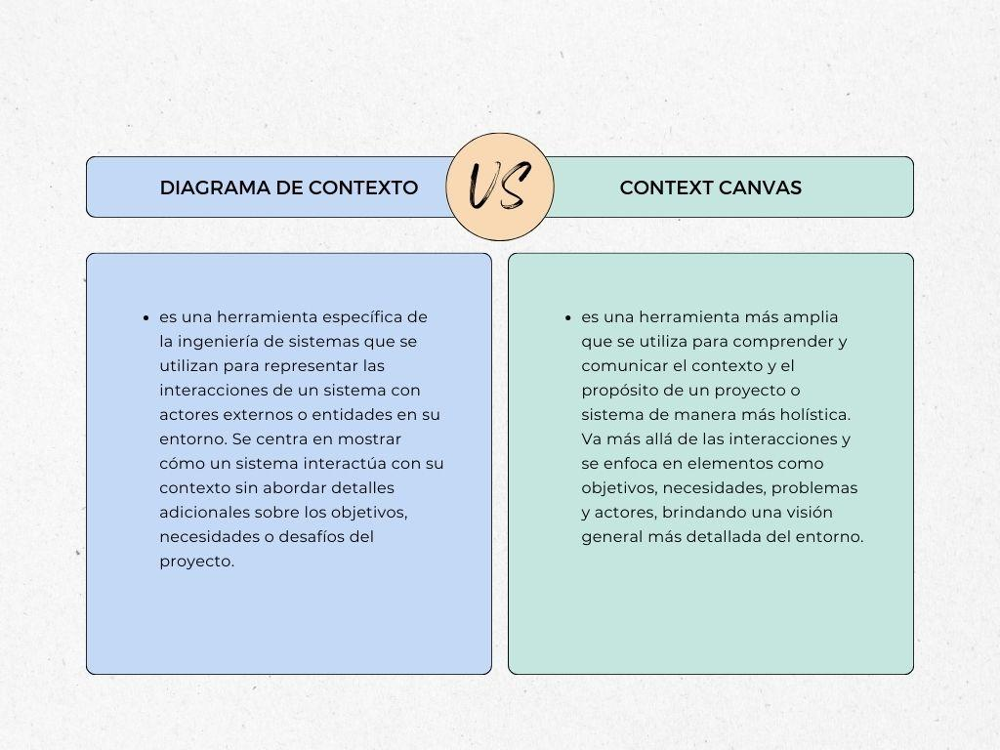 DIAGRAMA DE CONTEXTO
VS
CONTEXT CANVAS
• es una herramienta específica de
la ingeniería de sistemas que se
utilizan para representar las
interacciones de un sistema con
actores externos o entidades en su
entorno. Se centra en mostrar
cómo un sistema interactúa con su
contexto sin abordar detalles
adicionales sobre los objetivos,
necesidades o desafíos del
proyecto.
• es una herramienta más amplia
que se utiliza para comprender y
comunicar el contexto y el
propósito de un proyecto o
sistema de manera más holística.
Va más allá de las interacciones y
se enfoca en elementos como
objetivos, necesidades, problemas
y actores, brindando una visión
general más detallada del entorno.